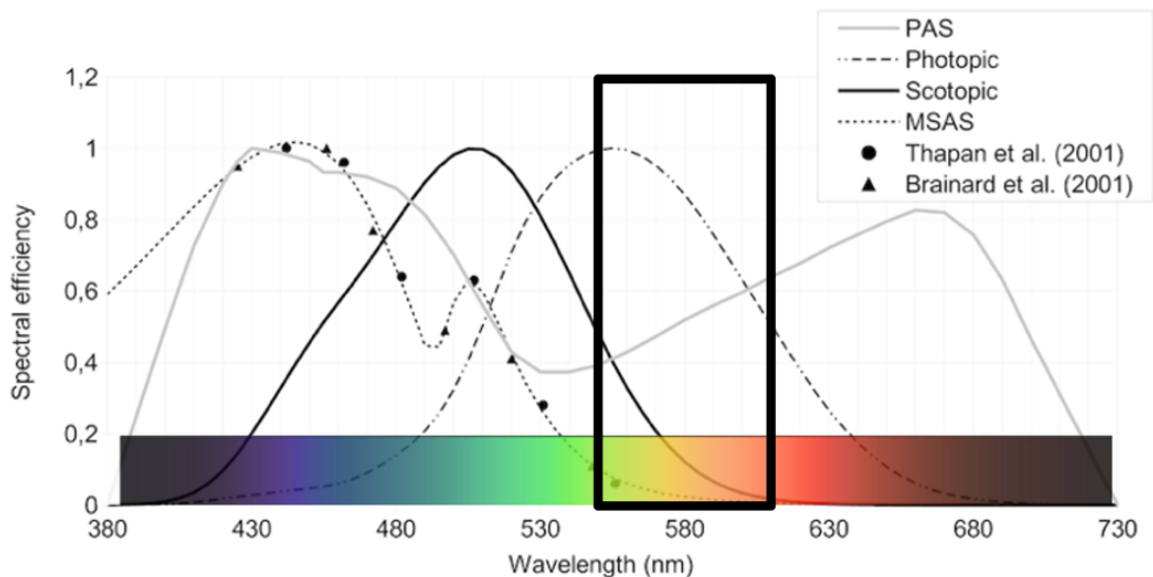 PAS
Photopic
Scotopic
MSAS
Thapan et al. (2001)
Brainard et al. (2001)
1,2
1
0,8
0,6
0,4
0,2
0
Spectral efficiency
380
430
480
530
580
630
680
730
Wavelength (nm)